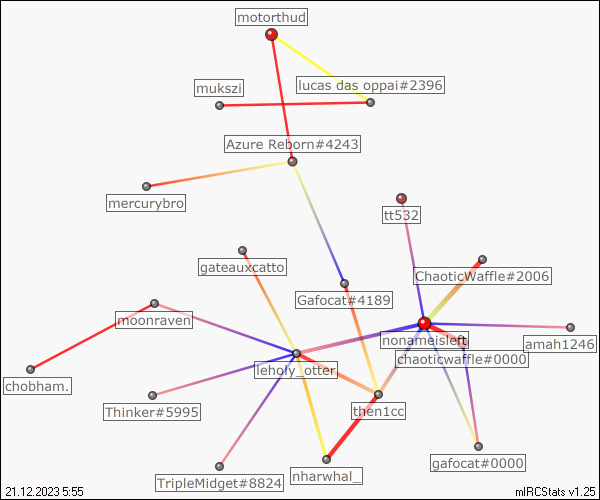 motorthud
mukszi
lucas das oppai#2396
Azure Reborn#4243
mercurybro
tt532
gateauxcatto
ChaoticWaffle#2006
Gafocat#4189
moonraven
nonameisleft
amah1246
chaoticwaffle#0000
ieholy_otter
chobham.
Thinker#5995
then1cc
gafocat#0000
nharwhal_
TripleMidget#8824
21.12.2023 5:55
mIRCStats v1.25